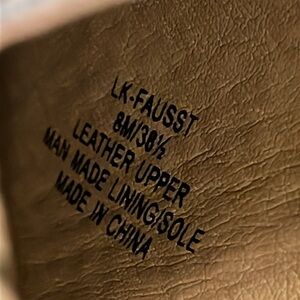 LK-FAUSST
8M/38½
LEATHER UPPER
MAN MADE LINING/SOLE
MADE IN CHINA